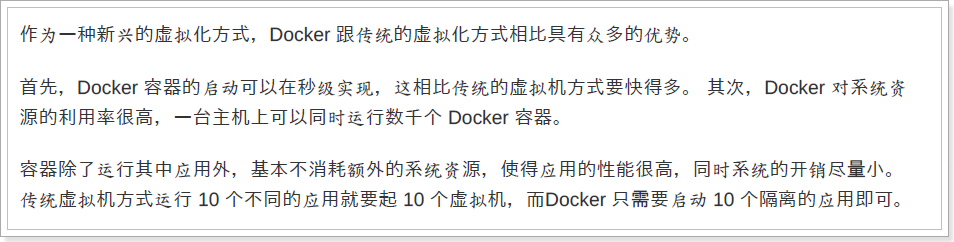 作为一种新兴的虚拟化方式，Docker 跟传统的虚拟化方式相比具有众多的优势。
首先，Docker 容器的启动可以在秒级实现，这相比传统的虚拟机方式要快得多。 其次，Docker 对系统资
源的利用率很高，一台主机上可以同时运行数千个 Docker 容器。
容器除了运行其中应用外，基本不消耗额外的系统资源，使得应用的性能很高，同时系统的开销尽量小。
传统虚拟机方式运行 10 个不同的应用就要起 10 个虚拟机，而Docker 只需要启动 10 个隔离的应用即可。